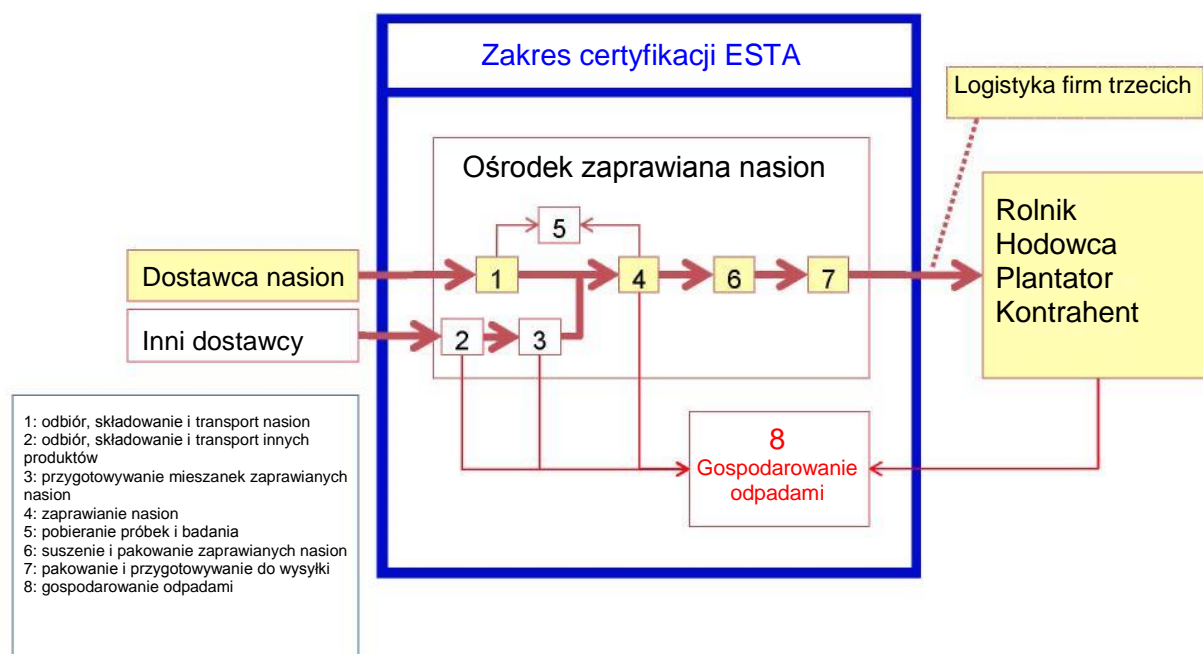 Zakres certyfikacji ESTA
Logistyka firm trzecich
Ośrodek zaprawiana nasion
Rolnik
Hodowca
Plantator
Kontrahent
5
Dostawca nasion
1
4
6
7
Inni dostawcy
2
3
1: odbiór, składowanie i transport nasion
2: odbiór, składowanie i transport innych
produktów
3: przygotowywanie mieszanek zaprawianych
nasion
4: zaprawianie nasion
5: pobieranie próbek i badania
6: suszenie i pakowanie zaprawianych nasion
7: pakowanie i przygotowywanie do wysyłki
8: gospodarowanie odpadami
8
Gospodarowanie
odpadami